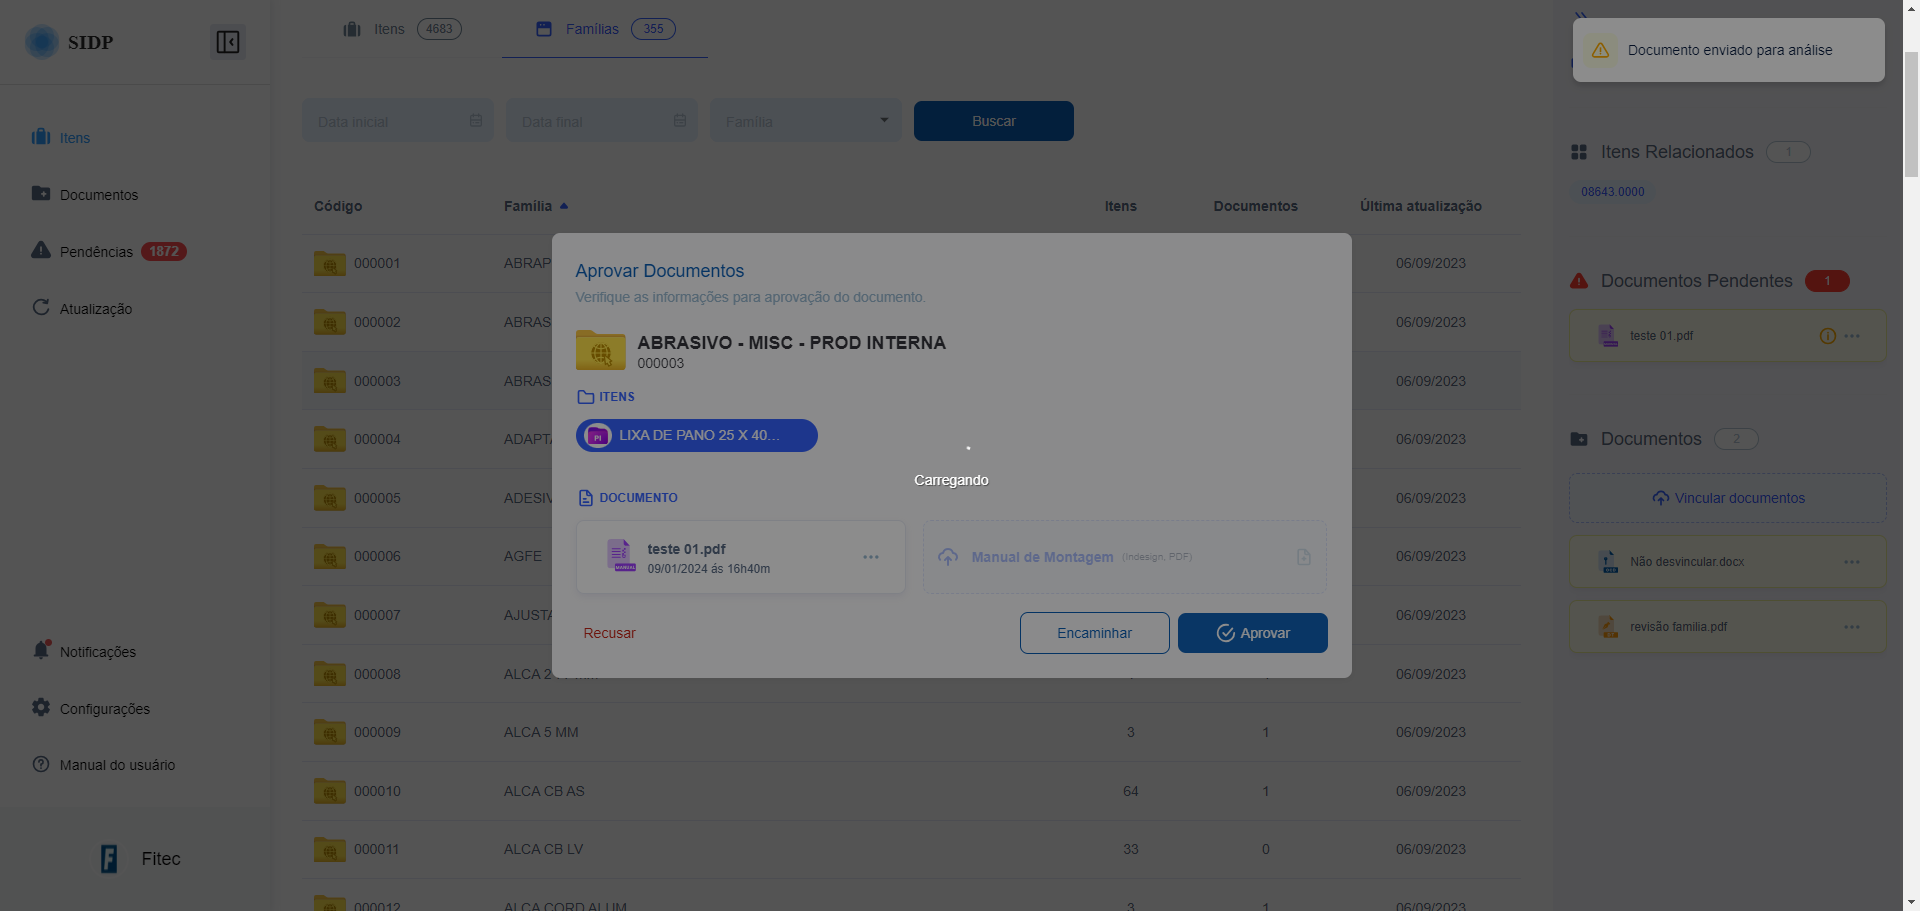 SIDP
Itens
Documentos
Pendências 1872
Atualização
Notificações
Configurações
Manual do usuário
Fitec
Itens 4683
Famílias 355
Data inicial
Data final
Família
Buscar
Código Família Itens Documentos Última atualização
000001 ABRAP 06/09/2023
000002 ABRAS 06/09/2023
000003 ABRAS 06/09/2023
000004 ADAPT 06/09/2023
000005 ADESIV 06/09/2023
000006 AGFE 06/09/2023
000007 AJUST 06/09/2023
000008 ALCA 2 06/09/2023
000009 ALCA 5 MM 3 1 06/09/2023
000010 ALCA CB AS 64 1 06/09/2023
000011 ALCA CB LV 33 0 06/09/2023
000012 ALCA CORD ALUM 3 1 06/09/2023
Aprovar Documentos
Verifique as informações para aprovação do documento.
ABRASIVO - MISC - PROD INTERNA
000003
ITENS
PI
LIXA DE PANO 25 X 40...
Carregando
DOCUMENTO
MANUAL
teste 01.pdf
09/01/2024 ás 16h40m
Manual de Montagem (Indesign, PDF)
Recusar
Encaminhar
Aprovar
Documento enviado para análise
Itens Relacionados 1
08643.0000
Documentos Pendentes 1
teste 01.pdf
Documentos 2
Vincular documentos
Não desvincular.docx
revisão familia.pdf